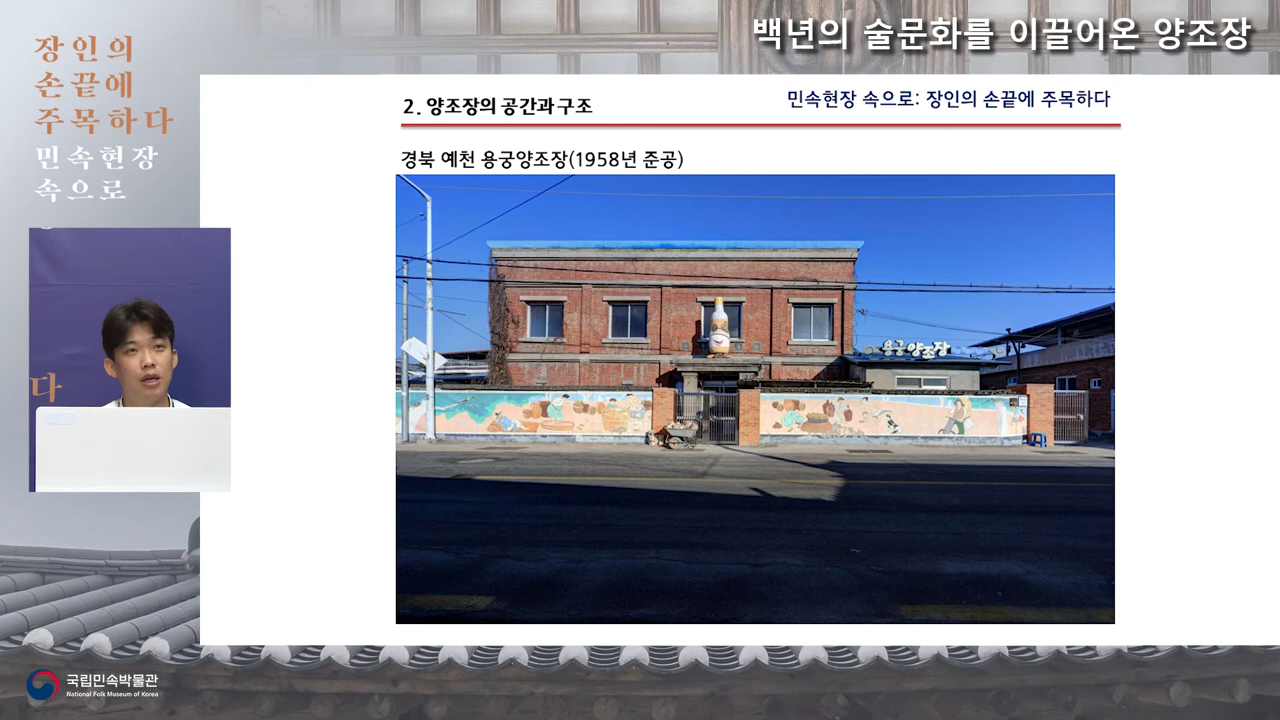 백년의 술문화를 이끌어온 양조장
장인의
손끝에
주목하다
민속현장
속으로
2. 양조장의 공간과 구조
민속현장 속으로: 장인의 손끝에 주목하다
경북 예천 용궁양조장(1958년 준공)
용궁양조장
다
국립민속박물관
National Folk Museum of Korea